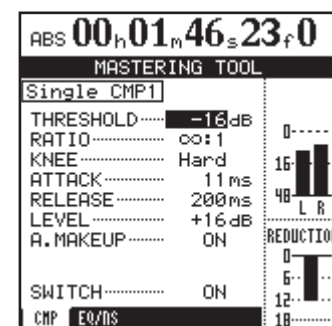 ABS 00h01m46s23f0
MASTERING TOOL
Single CMP1
THRESHOLD -16dB
RATIO ∞:1
KNEE Hard
ATTACK 11ms
RELEASE 200ms
LEVEL +16dB
A.MAKEUP ON
SWITCH ON
CMP EQ/NS
0
16
48
L R
REDUCTIO
0
6
12
18